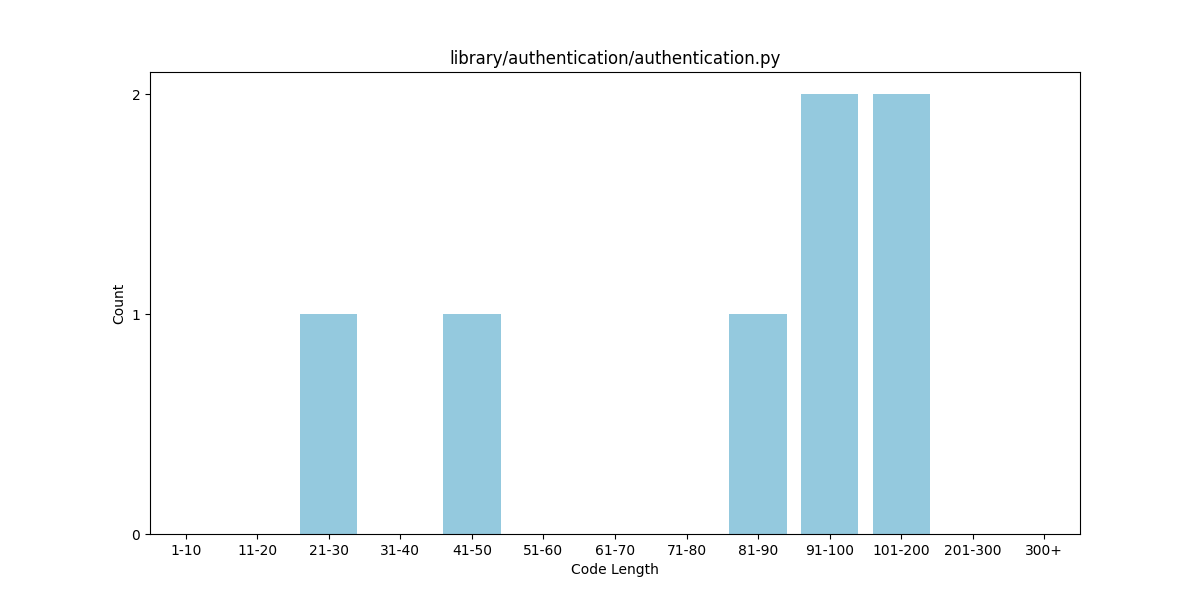 library/authentication/authentication.py
2
1
0
Count
1-10 11-20 21-30 31-40 41-50 51-60 61-70 71-80 81-90 91-100 101-200 201-300 300+
Code Length